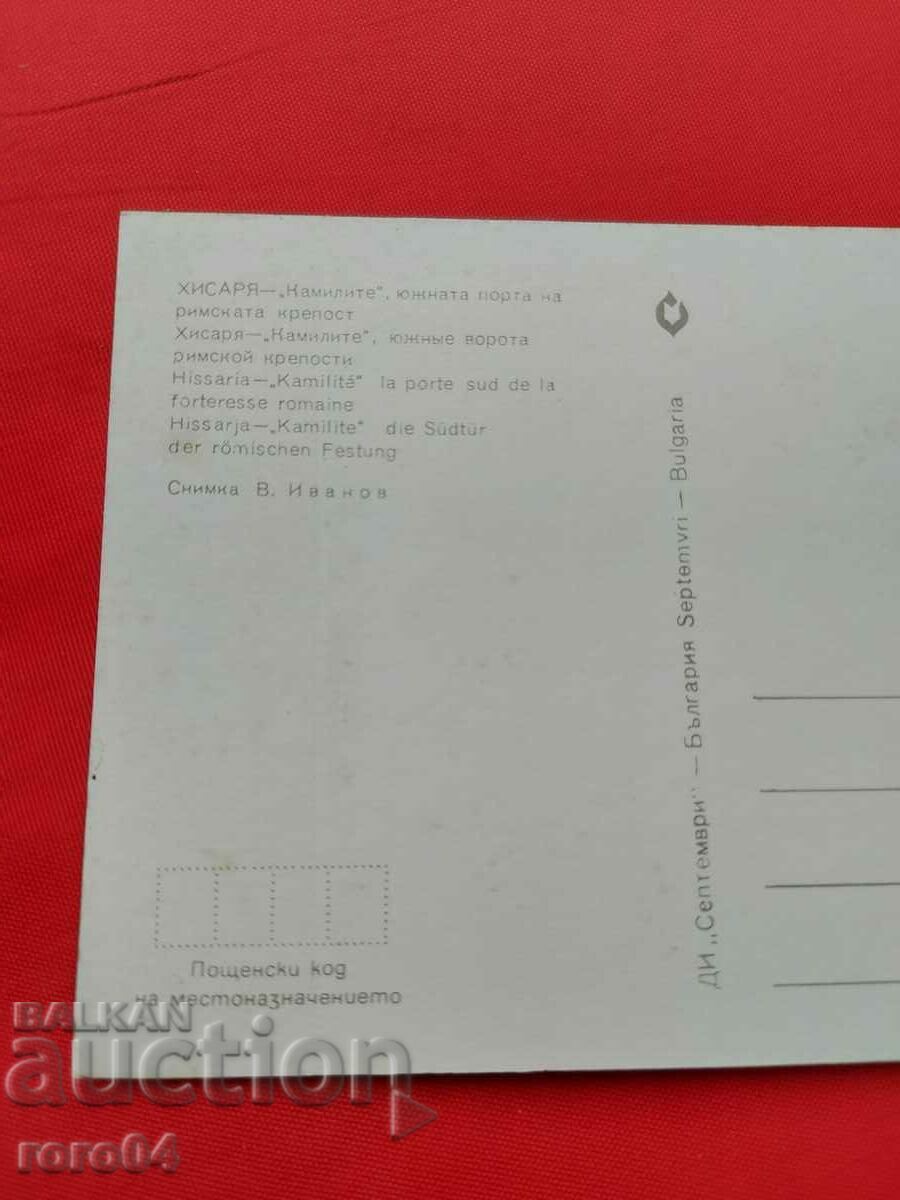 ХИСАРЯ—„Камилите“, южната порта на
римската крепост
Хисаря—„Камилите“, южные ворота
римской крепости
Hissaria—„Kamilité“ la porte sud de la
forteresse romaine
Hissarja—„Kamilite“ die Südtür
der römischen Festung
Снимка В. Иванов
ДИ „Септември“ — България Septemvri — Bulgaria
Пощенски код
на местоназначението
BALKAN
auction
roro04